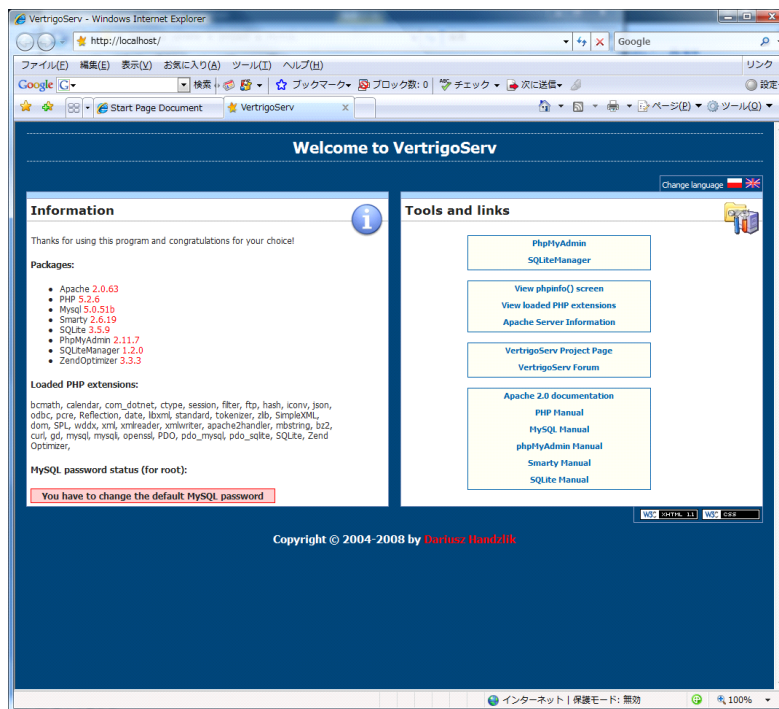 VertrigoServ - Windows Internet Explorer
http://localhost/
Google
ファイル(F) 編集(E) 表示(V) お気に入り(A) ツール(T) ヘルプ(H)
リンク
Google G 検索 ブックマーク ブロック数: 0 チェック 次に送信 設定
Start Page Document
VertrigoServ x
ページ(P) ツール(O)
Welcome to VertrigoServ
Change language
Information
Thanks for using this program and congratulations for your choice!
Packages:
Apache 2.0.63
PHP 5.2.6
Mysql 5.0.51b
Smarty 2.6.19
SQLite 3.5.9
PhpMyAdmin 2.11.7
SQLiteManager 1.2.0
ZendOptimizer 3.3.3
Loaded PHP extensions:
bcmath, calendar, com_dotnet, ctype, session, filter, ftp, hash, iconv, json,
odbc, pcre, Reflection, date, libxml, standard, tokenizer, zlib, SimpleXML,
dom, SPL, wddx, xml, xmlreader, xmlwriter, apache2handler, mbstring, bz2,
curl, gd, mysql, mysqli, openssl, PDO, pdo_mysql, pdo_sqlite, SQLite, Zend
Optimizer,
MySQL password status (for root):
You have to change the default MySQL password
Tools and links
PhpMyAdmin
SQLiteManager
View phpinfo() screen
View loaded PHP extensions
Apache Server Information
VertrigoServ Project Page
VertrigoServ Forum
Apache 2.0 documentation
PHP Manual
MySQL Manual
phpMyAdmin Manual
Smarty Manual
SQLite Manual
W3C XHTML 1.1 W3C CSS
Copyright © 2004-2008 by Dariusz Handzlik
インターネット | 保護モード: 無効
100%